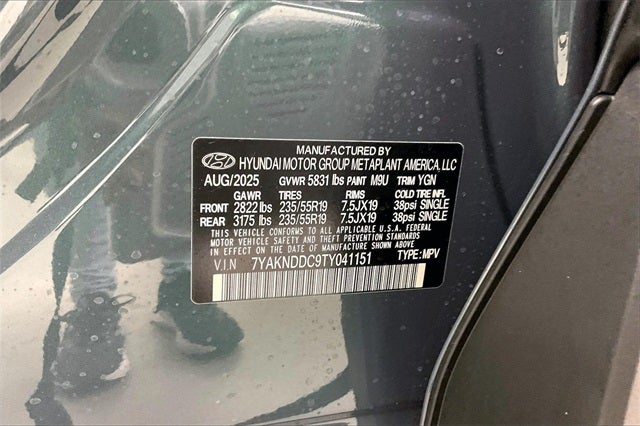 MANUFACTURED BY
HYUNDAI MOTOR GROUP METAPLANT AMERICA, LLC
AUG/2025 GVWR 5831 lbs PAINT M9U TRIM YGN
GAWR TIRES RIMS COLD TIRE INFL
FRONT 2822 lbs 235/55R19 7.5JX19 38psi SINGLE
REAR 3175 lbs 235/55R19 7.5JX19 38psi SINGLE
THIS VEHICLE CONFORMS TO ALL APPLICABLE U.S.A. FEDERAL
MOTOR VEHICLE SAFETY, BUMPER, AND THEFT PREVENTION STANDARDS
IN EFFECT ON THE DATE OF MANUFACTURE SHOWN ABOVE.
V.I.N 7YAKNDDC9TY041151 TYPE: MPV